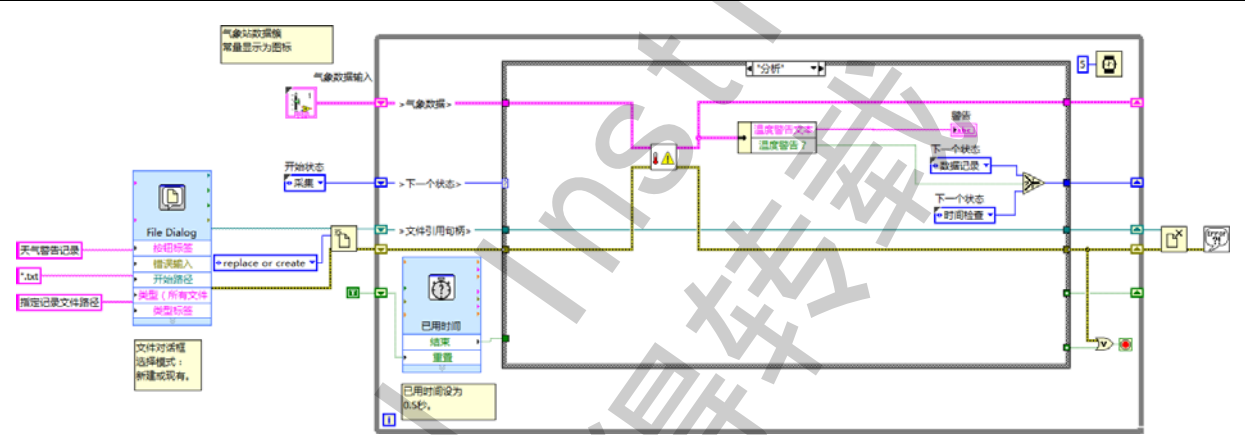 气象站数据簇
常量显示为图标
气象数据输入
»气象数据»
"分析"
5
警告
温度警告文本
温度警告？
abc
下一个状态
数据记录
开始状态
采集
»下一个状态»
下一个状态
时间检查
File Dialog
按钮标签
错误输入
开始路径
类型（所有文件
类型标签
天气警告记录
*.txt
指定记录文件路径
replace or create
»文件引用句柄»
T
已用时间
结束
重置
文件对话框
选择模式：
新建或现有。
已用时间设为
0.5秒。
i
Error
?!
Inst
得转载